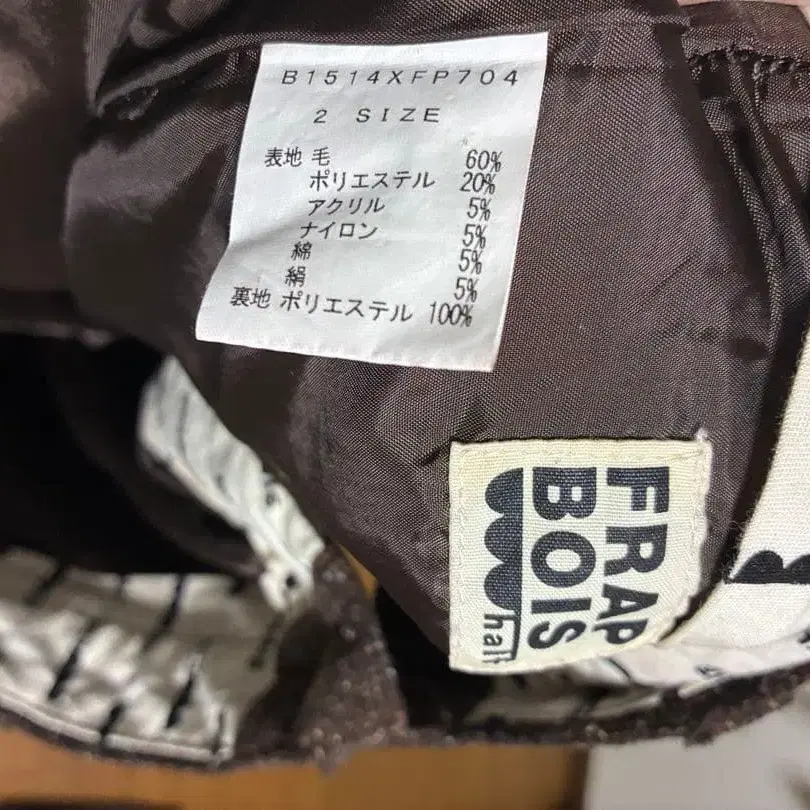 B1514XFP704
2 SIZE
表地 毛 60%
ポリエステル 20%
アクリル 5%
ナイロン 5%
綿 5%
絹 5%
裏地 ポリエステル 100%
FRAP
BOIS
half